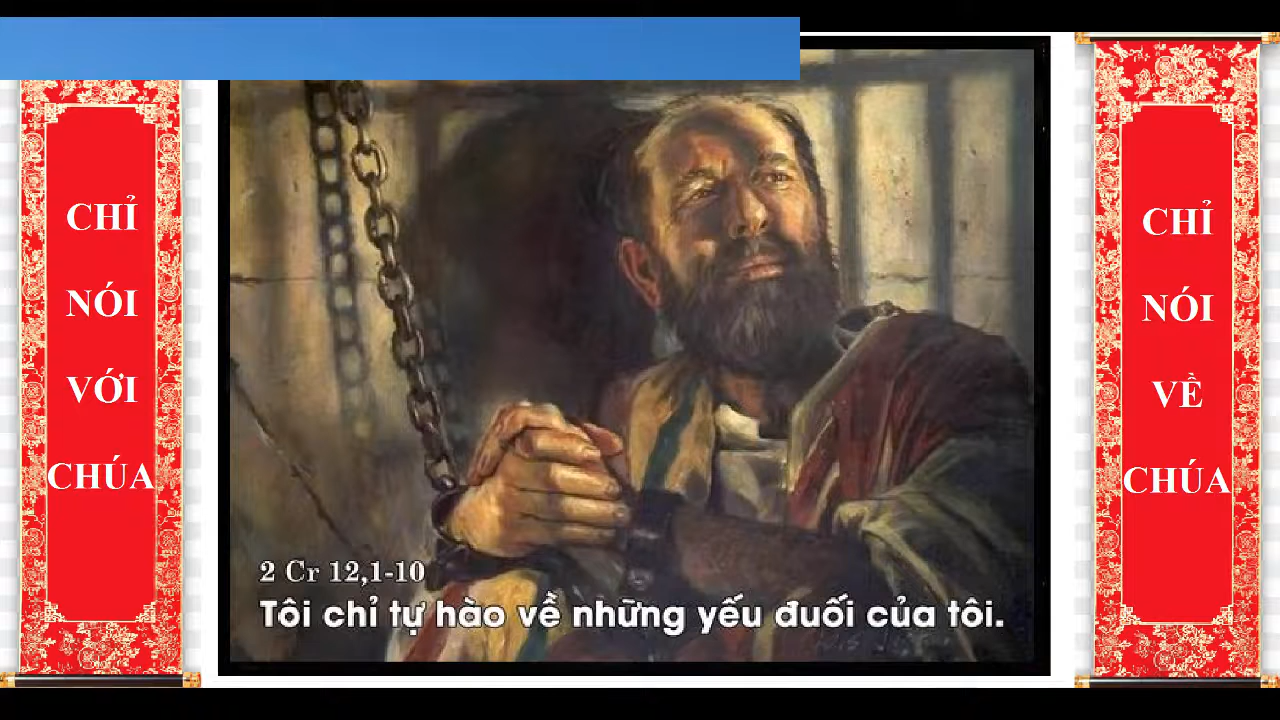 CHỈ
NÓI
VỚI
CHÚA
2 Cr 12,1-10
Tôi chỉ tự hào về những yếu đuối của tôi.
CHỈ
NÓI
VỀ
CHÚA